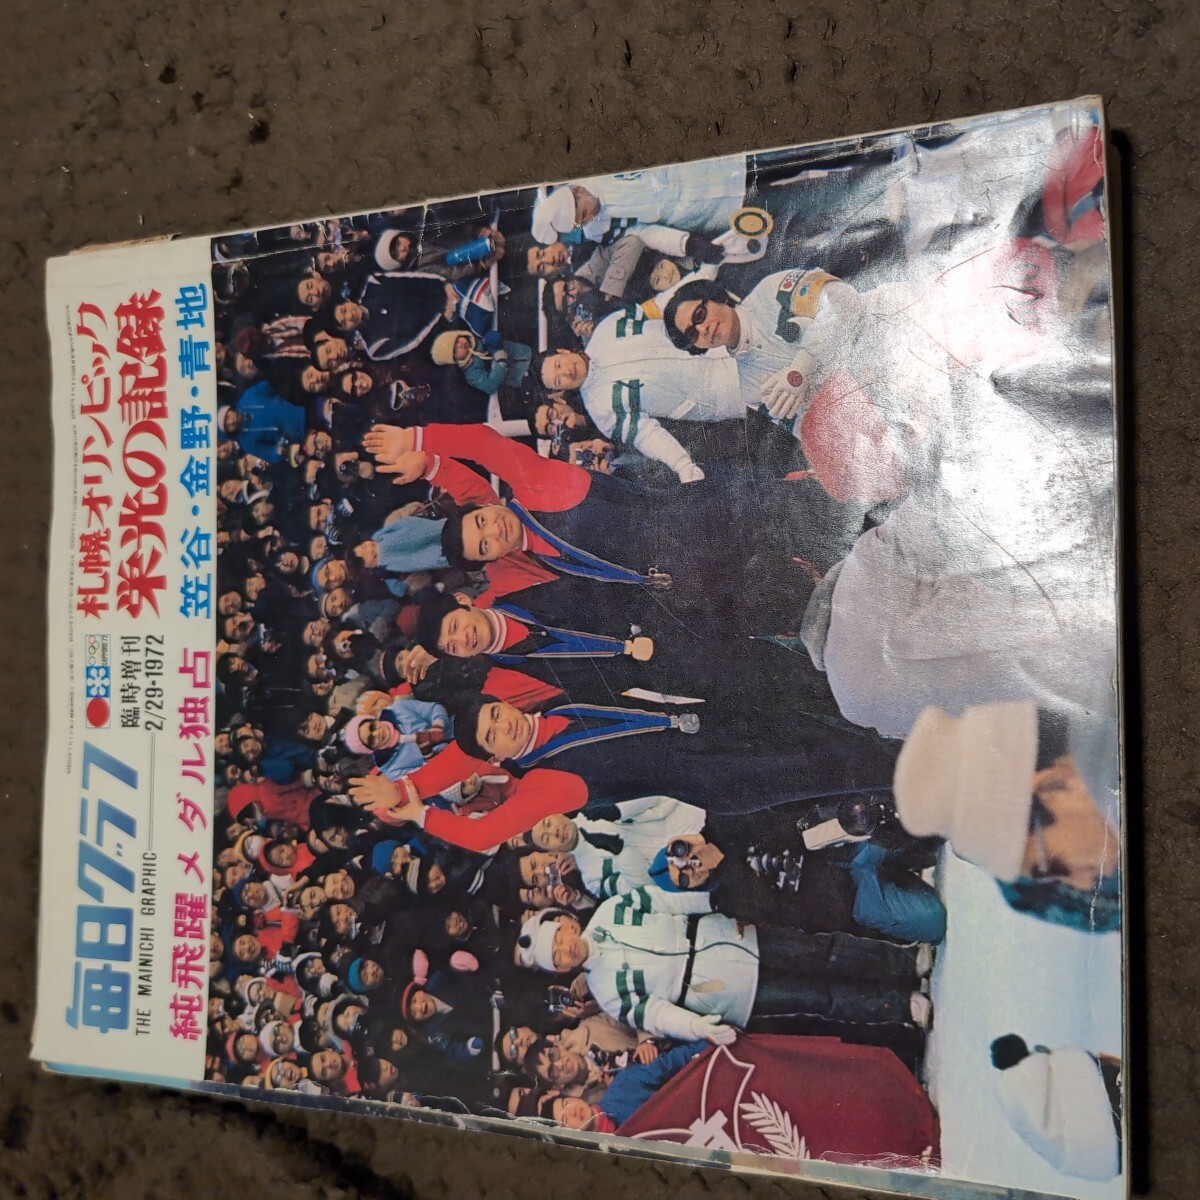 毎日グラフ
THE MAINICHI GRAPHIC
臨時増刊
2/29・1972
SAPPORO'72
札幌オリンピック
栄光の記録
純飛躍 メダル独占 笠谷・金野・青地